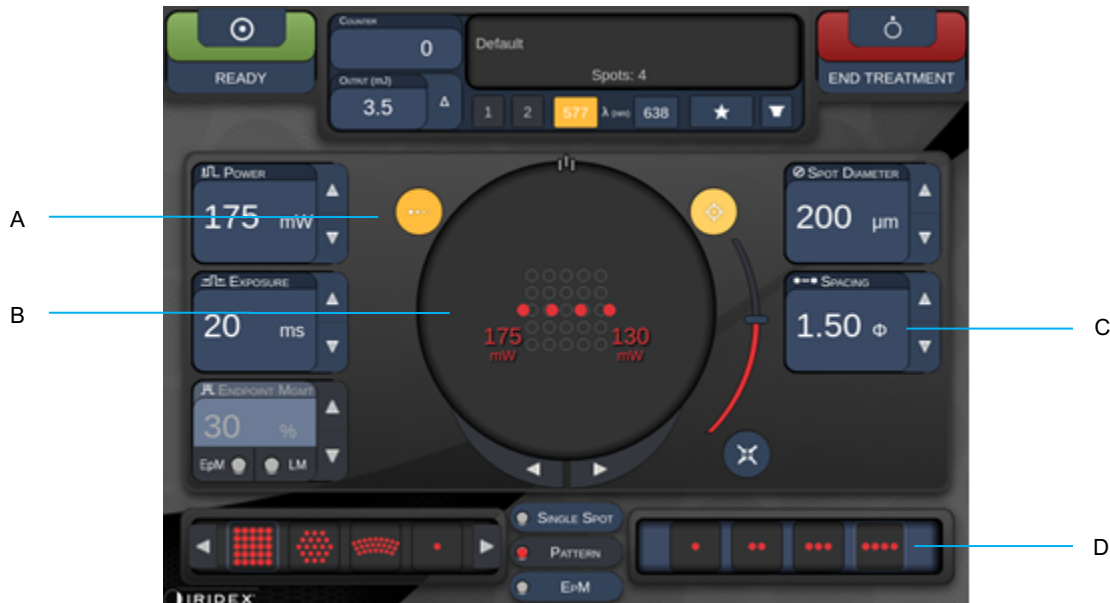 COUNTER
0
Default
READY
Spots: 4
END TREATMENT
OUTPUT (mJ)
3.5
Δ
1
2
577
λ (nm)
638
POWER
175 mW
SPOT DIAMETER
200 μm
A
EXPOSURE
20 ms
B
175 mW
130 mW
SPACING
1.50 Φ
C
ENDPOINT MGMT
30 %
EpM
LM
SINGLE SPOT
PATTERN
EPM
D
IRIDEX